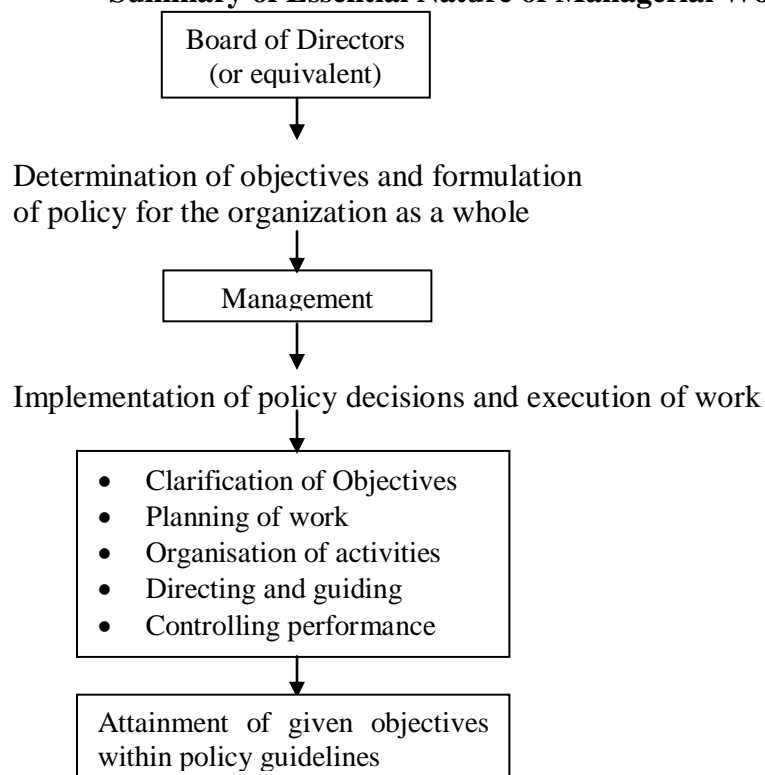 Summary of Essential Nature of Managerial Wo
Board of Directors
(or equivalent)
Determination of objectives and formulation
of policy for the organization as a whole
Management
Implementation of policy decisions and execution of work
• Clarification of Objectives
• Planning of work
• Organisation of activities
• Directing and guiding
• Controlling performance
Attainment of given objectives
within policy guidelines